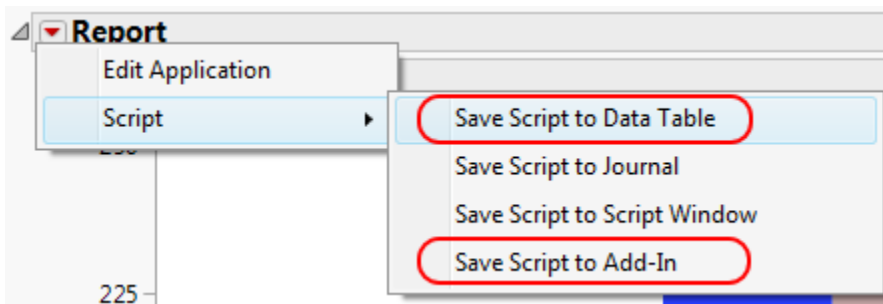 Report
Edit Application
Script
Save Script to Data Table
Save Script to Journal
Save Script to Script Window
Save Script to Add-In
225